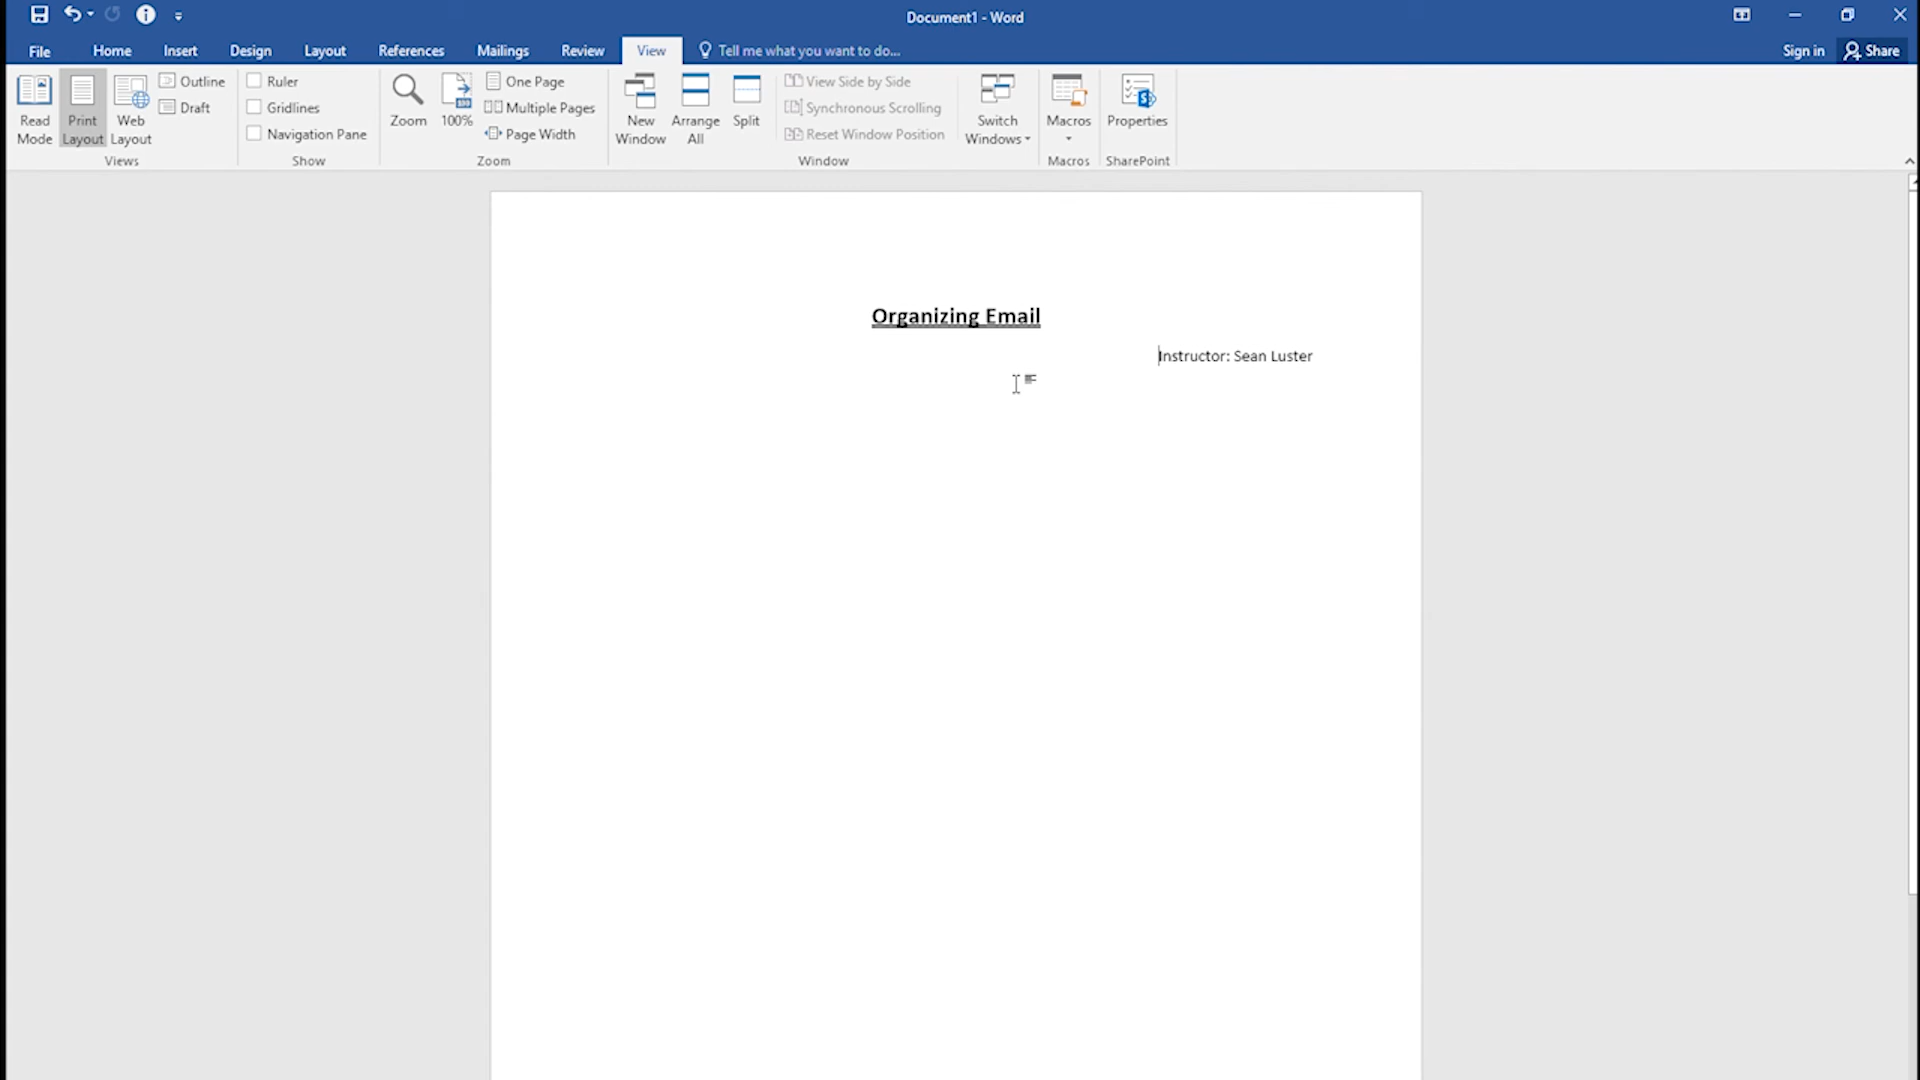 Document1 - Word
File Home Insert Design Layout References Mailings Review View Tell me what you want to do... Sign in Share
Read Mode
Print Layout
Web Layout
Outline
Draft
Views
Ruler
Gridlines
Navigation Pane
Show
Zoom
100%
One Page
Multiple Pages
Page Width
Zoom
New Window
Arrange All
Split
View Side by Side
Synchronous Scrolling
Reset Window Position
Window
Switch Windows
Macros
Macros
Properties
SharePoint
Organizing Email
Instructor: Sean Luster